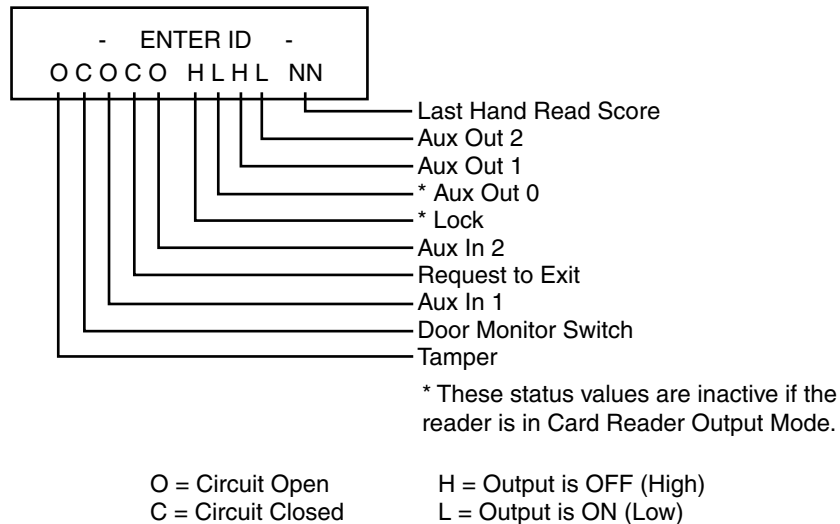 - ENTER ID -
O C O C O H L H L NN
Last Hand Read Score
Aux Out 2
Aux Out 1
* Aux Out 0
* Lock
Aux In 2
Request to Exit
Aux In 1
Door Monitor Switch
Tamper
* These status values are inactive if the
reader is in Card Reader Output Mode.
O = Circuit Open H = Output is OFF (High)
C = Circuit Closed L = Output is ON (Low)